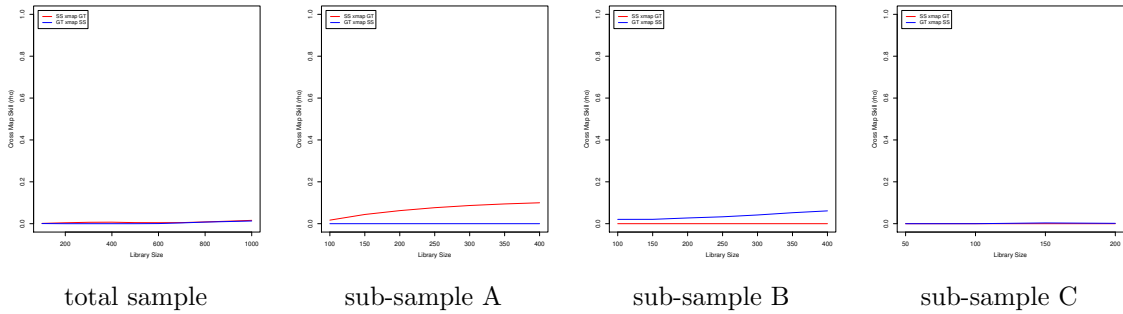 SS xmap GT
GT xmap SS
Cross Map Skill (rho)
0.0 0.2 0.4 0.6 0.8 1.0
200 400 600 800 1000
Library Size
total sample
SS xmap GT
GT xmap SS
Cross Map Skill (rho)
0.0 0.2 0.4 0.6 0.8 1.0
100 150 200 250 300 350 400
Library Size
sub-sample A
SS xmap GT
GT xmap SS
Cross Map Skill (rho)
0.0 0.2 0.4 0.6 0.8 1.0
100 150 200 250 300 350 400
Library Size
sub-sample B
SS xmap GT
GT xmap SS
Cross Map Skill (rho)
0.0 0.2 0.4 0.6 0.8 1.0
50 100 150 200
Library Size
sub-sample C